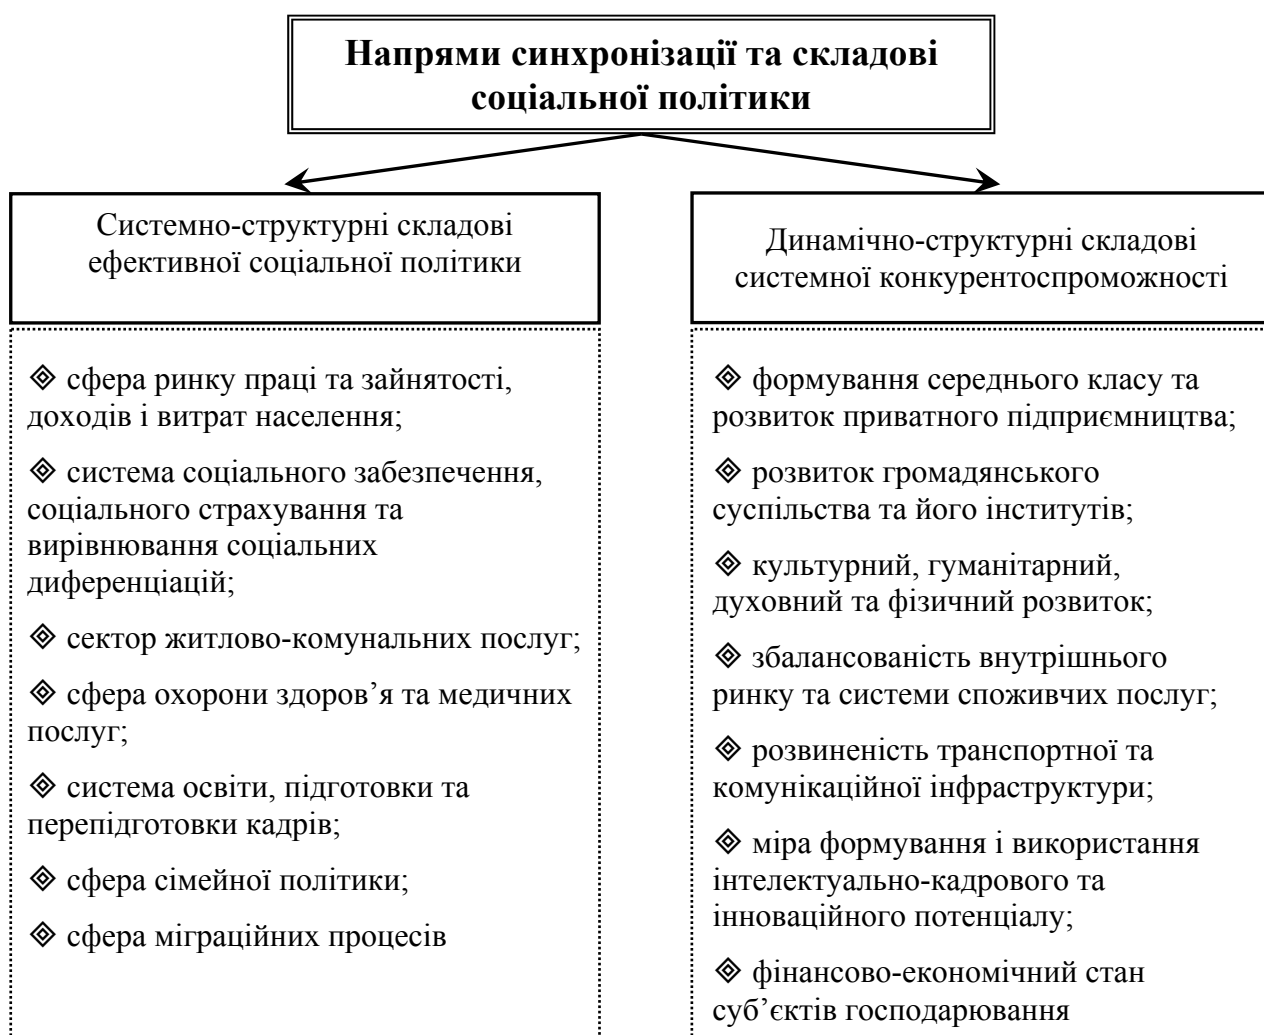 Напрями синхронізації та складові
соціальної політики
Системно-структурні складові
ефективної соціальної політики
сфера ринку праці та зайнятості,
доходів і витрат населення;
система соціального забезпечення,
соціального страхування та
вирівнювання соціальних
диференціацій;
сектор житлово-комунальних послуг;
сфера охорони здоров’я та медичних
послуг;
система освіти, підготовки та
перепідготовки кадрів;
сфера сімейної політики;
сфера міграційних процесів
Динамічно-структурні складові
системної конкурентоспроможності
формування середнього класу та
розвиток приватного підприємництва;
розвиток громадянського
суспільства та його інститутів;
культурний, гуманітарний,
духовний та фізичний розвиток;
збалансованість внутрішнього
ринку та системи споживчих послуг;
розвиненість транспортної та
комунікаційної інфраструктури;
міра формування і використання
інтелектуально-кадрового та
інноваційного потенціалу;
фінансово-економічний стан
суб’єктів господарювання